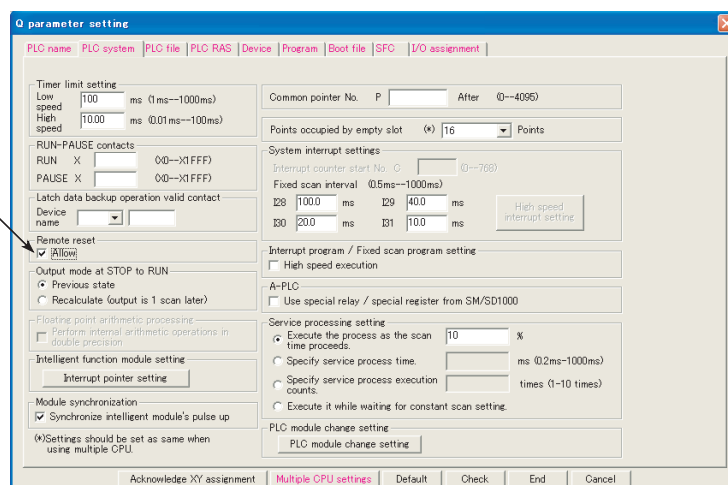 Q parameter setting
PLC name PLC system PLC file PLC RAS Device Program Boot file SFC I/O assignment
Timer limit setting
Low speed 100 ms (1ms--1000ms)
High speed 10.00 ms (0.01ms--100ms)
RUN-PAUSE contacts
RUN X (X0--X1FFF)
PAUSE X (X0--X1FFF)
Latch data backup operation valid contact
Device name
Remote reset
Allow
Output mode at STOP to RUN
Previous state
Recalculate (output is 1 scan later)
Floating point arithmetic processing
Perform internal arithmetic operations in
double precision
Intelligent function module setting
Interrupt pointer setting
Module synchronization
Synchronize intelligent module's pulse up
(*)Settings should be set as same when
using multiple CPU.
Common pointer No. P After (0--4095)
Points occupied by empty slot (*) 16 Points
System interrupt settings
Interrupt counter start No. C (0--768)
Fixed scan interval (0.5ms--1000ms)
I28 100.0 ms I29 40.0 ms
I30 20.0 ms I31 10.0 ms
High speed
interrupt setting
Interrupt program / Fixed scan program setting
High speed execution
A-PLC
Use special relay / special register from SM/SD1000
Service processing setting
Execute the process as the scan
time proceeds. 10 %
Specify service process time. ms (0.2ms-1000ms)
Specify service process execution
counts. times (1-10 times)
Execute it while waiting for constant scan setting.
PLC module change setting
PLC module change setting
Acknowledge XY assignment Multiple CPU settings Default Check End Cancel